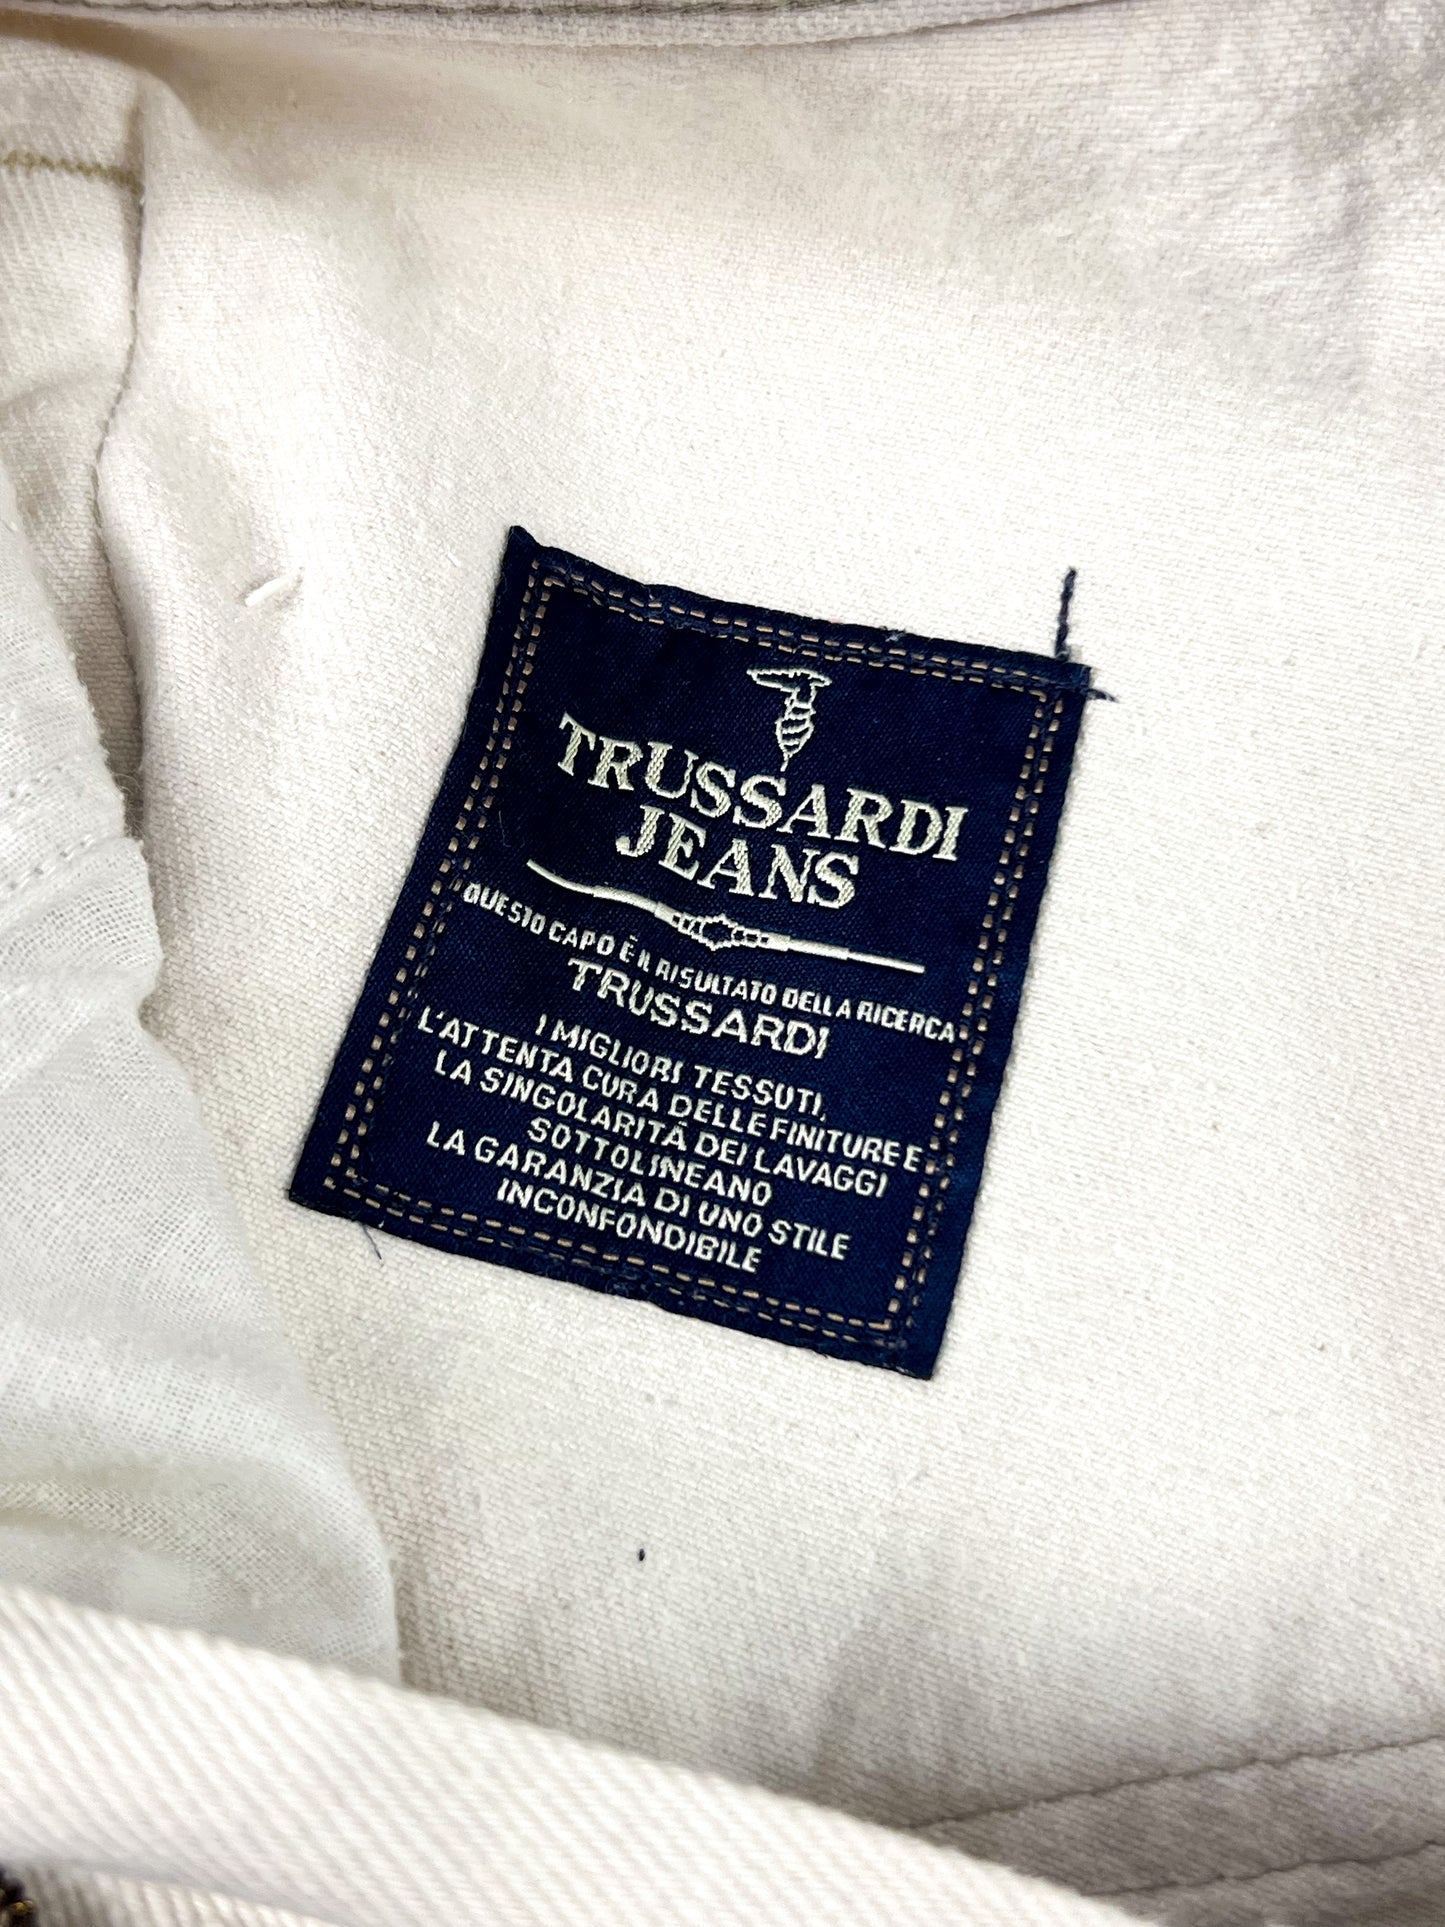 TRUSSARDI
JEANS
QUESTO CAPO È IL RISULTATO DELLA RICERCA
TRUSSARDI
I MIGLIORI TESSUTI,
L'ATTENTA CURA DELLE FINITURE E
LA SINGOLARITÁ DEI LAVAGGI
SOTTOLINEANO
LA GARANZIA DI UNO STILE
INCONFONDIBILE